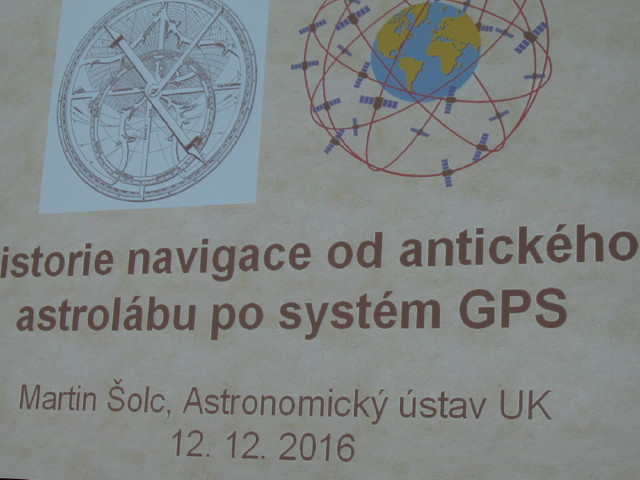 istorie navigace od antického
astrolábu po systém GPS
Martin Šolc, Astronomický ústav UK
12. 12. 2016